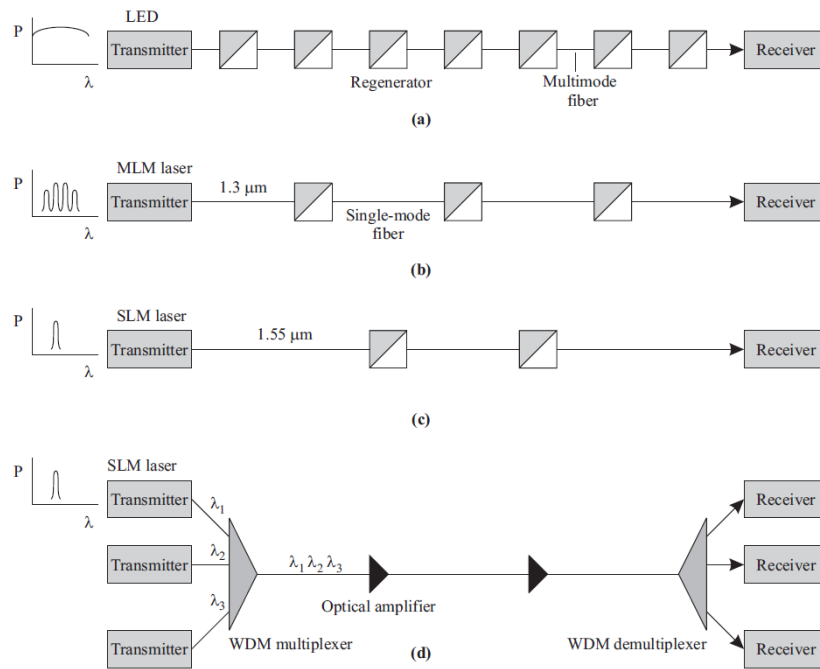 LED
P
Transmitter
Receiver
λ
Regenerator
Multimode
fiber
(a)
MLM laser
P
Transmitter
1.3 μm
Receiver
Single-mode
fiber
λ
(b)
SLM laser
P
Transmitter
1.55 μm
Receiver
λ
(c)
SLM laser
P
Transmitter
Receiver
λ
λ1
Transmitter
λ2
λ1 λ2 λ3
Receiver
λ3
Optical amplifier
Transmitter
WDM multiplexer
WDM demultiplexer
Receiver
(d)